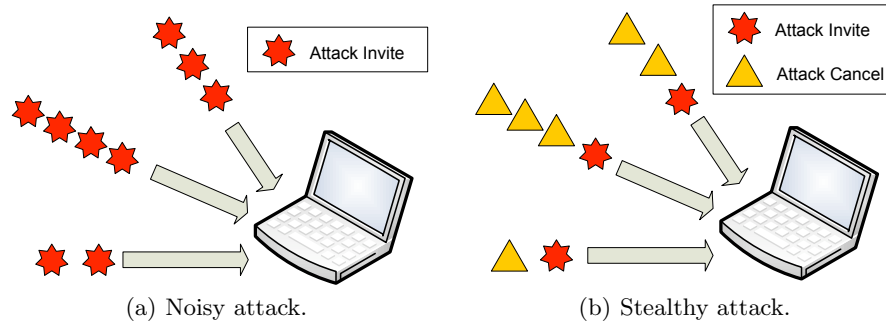 Attack Invite
Attack Invite
Attack Cancel
(a) Noisy attack.
(b) Stealthy attack.